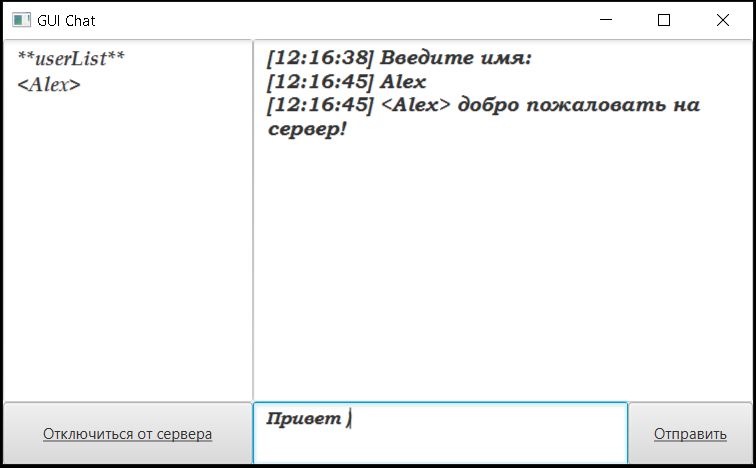 GUI Chat
**userList**
<Alex>
[12:16:38] Введите имя:
[12:16:45] Alex
[12:16:45] <Alex> добро пожаловать на
сервер!
Отключиться от сервера
Привет )
Отправить